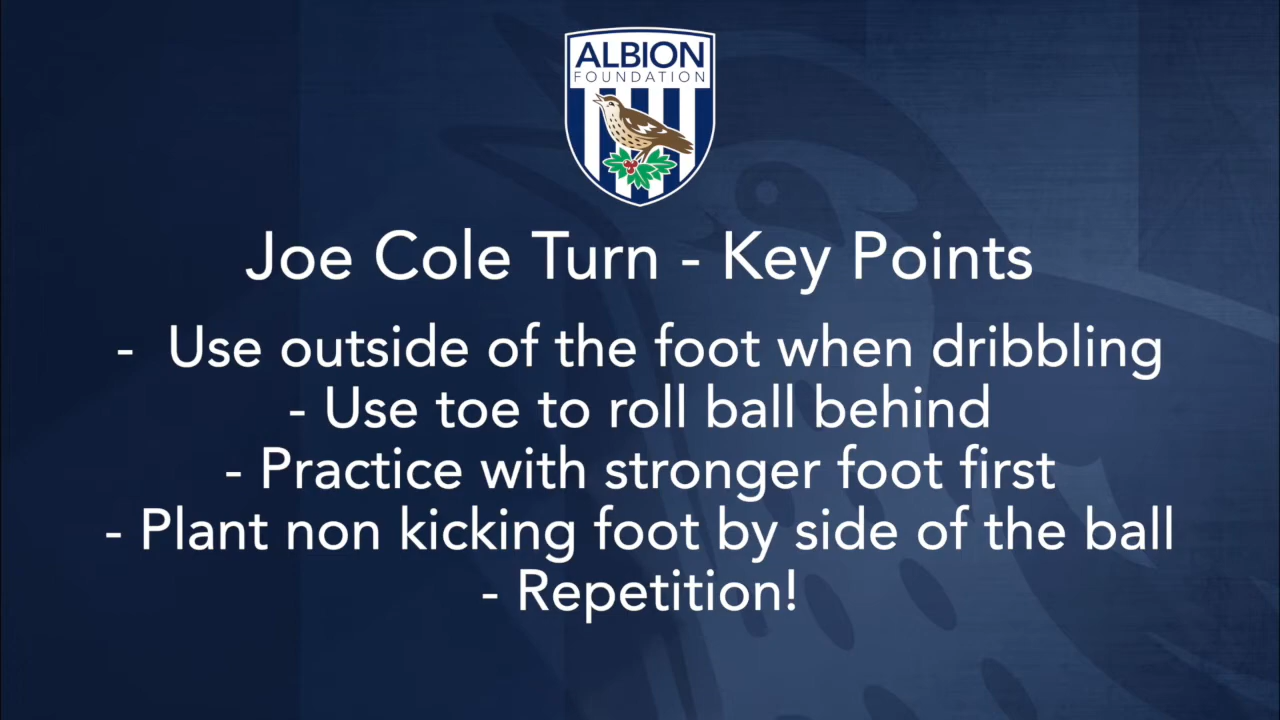 ALBION
FOUNDATION
Joe Cole Turn - Key Points
- Use outside of the foot when dribbling
- Use toe to roll ball behind
- Practice with stronger foot first
- Plant non kicking foot by side of the ball
- Repetition!